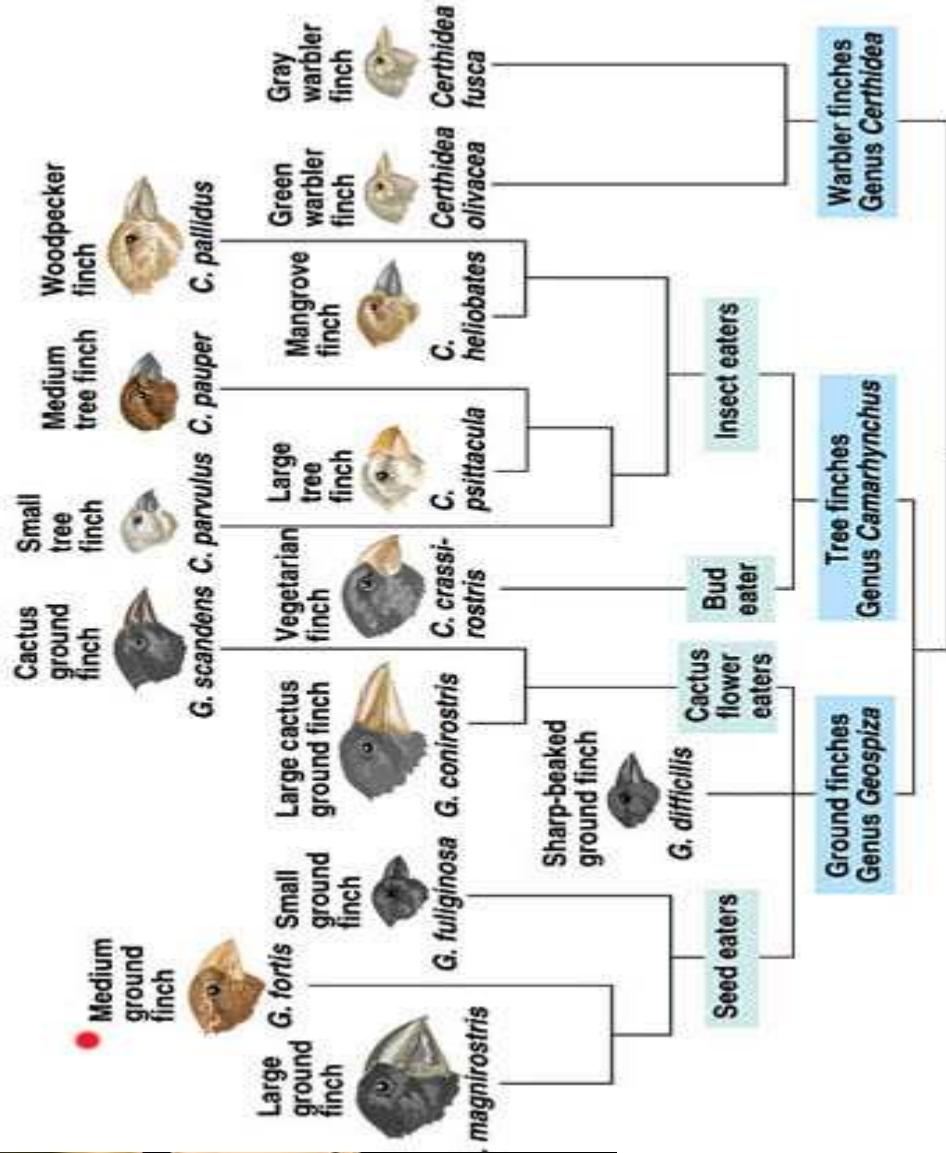 Medium
ground
finch
G. fortis
Large
ground
finch
. magnirostris
Small
ground
finch
G. fuliginosa
Large cactus
ground finch
G. conirostris
Sharp-beaked
ground finch
G. difficilis
Cactus
ground
finch
G. scandens
Vegetarian
finch
C. crassi-
rostris
Small
tree
finch
C. parvulus
Large
tree
finch
C.
psittacula
Medium
tree finch
C. pauper
Mangrove
finch
C.
heliobates
Woodpecker
finch
C. pallidus
Green
warbler
finch
Certhidea
olivacea
Gray
warbler
finch
Certhidea
fusca
Seed eaters
Cactus
flower
eaters
Bud
eater
Insect eaters
Ground finches
Genus Geospiza
Tree finches
Genus Camarhynchus
Warbler finches
Genus Certhidea